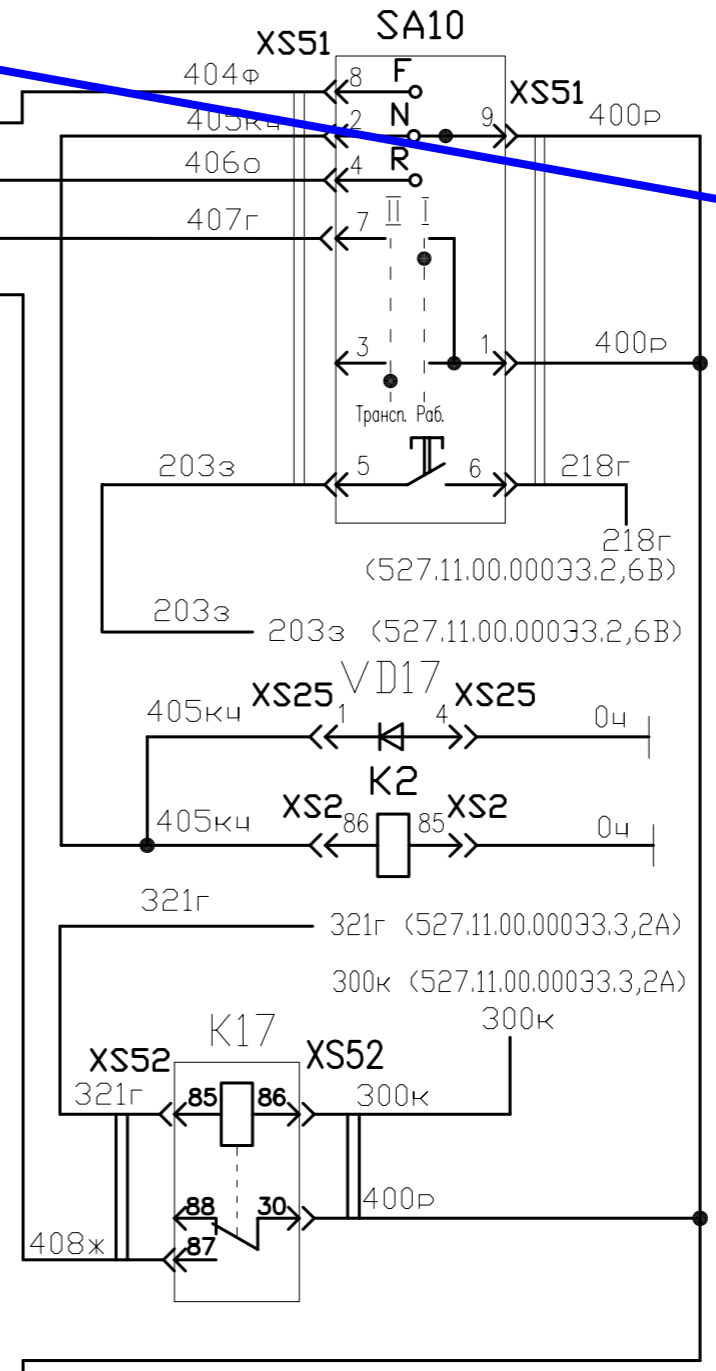 SA10
XS51
404ф
8
F
XS51
405кч
2
N
9
400р
406о
4
R
407г
7
II
I
3
1
400р
Трансп.
Раб.
203з
5
6
218г
218г
(527.11.00.000Э3.2,6В)
203з
203з (527.11.00.000Э3.2,6В)
VD17
405кч
XS25
1
4
XS25
0ч
K2
405кч
XS2
86
85
XS2
0ч
321г
321г (527.11.00.000Э3.3,2А)
300к (527.11.00.000Э3.3,2А)
300к
K17
XS52
XS52
321г
85
86
300к
88
30
400р
408ж
87